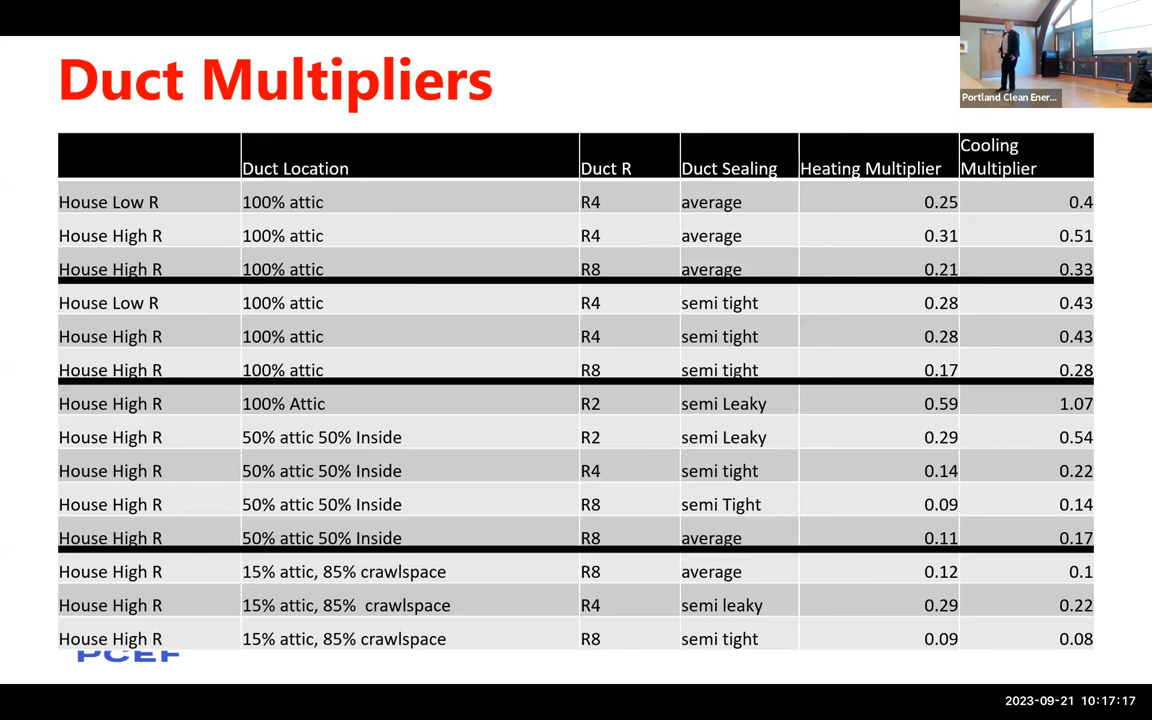 Duct Multipliers
Portland Clean Ener...
Duct Location Duct R Duct Sealing Heating Multiplier Cooling Multiplier
House Low R 100% attic R4 average 0.25 0.4
House High R 100% attic R4 average 0.31 0.51
House High R 100% attic R8 average 0.21 0.33
House Low R 100% attic R4 semi tight 0.28 0.43
House High R 100% attic R4 semi tight 0.28 0.43
House High R 100% attic R8 semi tight 0.17 0.28
House High R 100% Attic R2 semi Leaky 0.59 1.07
House High R 50% attic 50% Inside R2 semi Leaky 0.29 0.54
House High R 50% attic 50% Inside R4 semi tight 0.14 0.22
House High R 50% attic 50% Inside R8 semi Tight 0.09 0.14
House High R 50% attic 50% Inside R8 average 0.11 0.17
House High R 15% attic, 85% crawlspace R8 average 0.12 0.1
House High R 15% attic, 85% crawlspace R4 semi leaky 0.29 0.22
House High R 15% attic, 85% crawlspace R8 semi tight 0.09 0.08
PCEF
2023-09-21 10:17:17